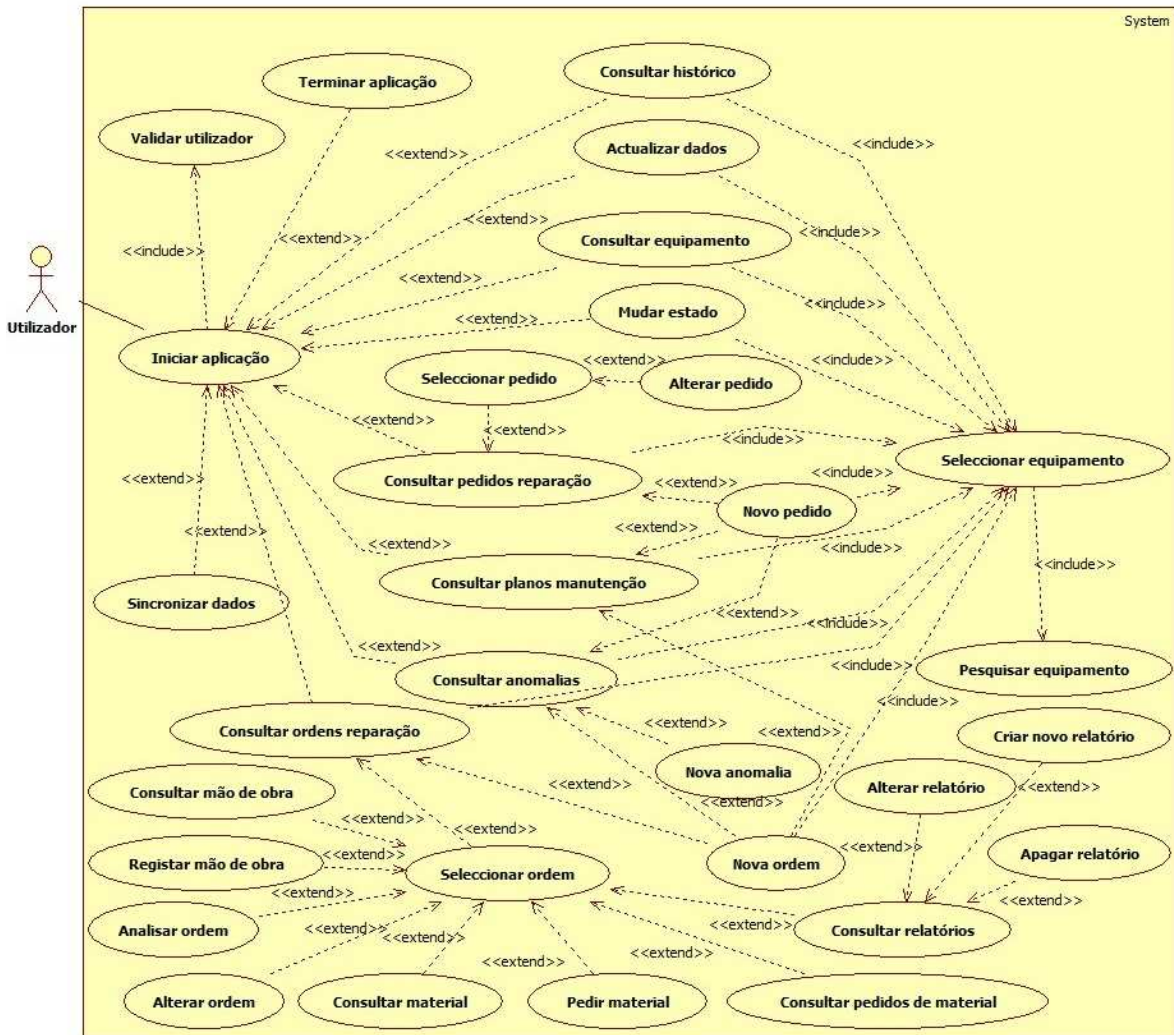 System
Terminar aplicação
Consultar histórico
Validar utilizador
Actualizar dados
<<extend>>
<<include>>
<<extend>>
<<include>>
Consultar equipamento
<<include>>
<<extend>>
<<extend>>
Mudar estado
<<include>>
Utilizador
<<extend>>
Iniciar aplicação
<<include>>
Seleccionar pedido
<<extend>>
Alterar pedido
<<extend>>
<<extend>>
<<include>>
Seleccionar equipamento
<<extend>>
Consultar pedidos reparação
<<extend>>
<<include>>
Novo pedido
<<extend>>
<<extend>>
<<extend>>
<<include>>
<<include>>
Consultar planos manutenção
Sincronizar dados
<<extend>>
<<include>>
<<extend>>
<<include>>
Pesquisar equipamento
Consultar anomalias
<<include>>
Consultar ordens reparação
<<extend>>
Criar novo relatório
<<extend>>
Nova anomalia
Consultar mão de obra
<<extend>>
Alterar relatório
<<extend>>
<<extend>>
<<extend>>
<<extend>>
Registar mão de obra
<<extend>>
Nova ordem
<<extend>>
Apagar relatório
Seleccionar ordem
<<extend>>
<<extend>>
Analisar ordem
<<extend>>
<<extend>>
<<extend>>
Consultar relatórios
<<extend>>
<<extend>>
Alterar ordem
Consultar material
Pedir material
Consultar pedidos de material